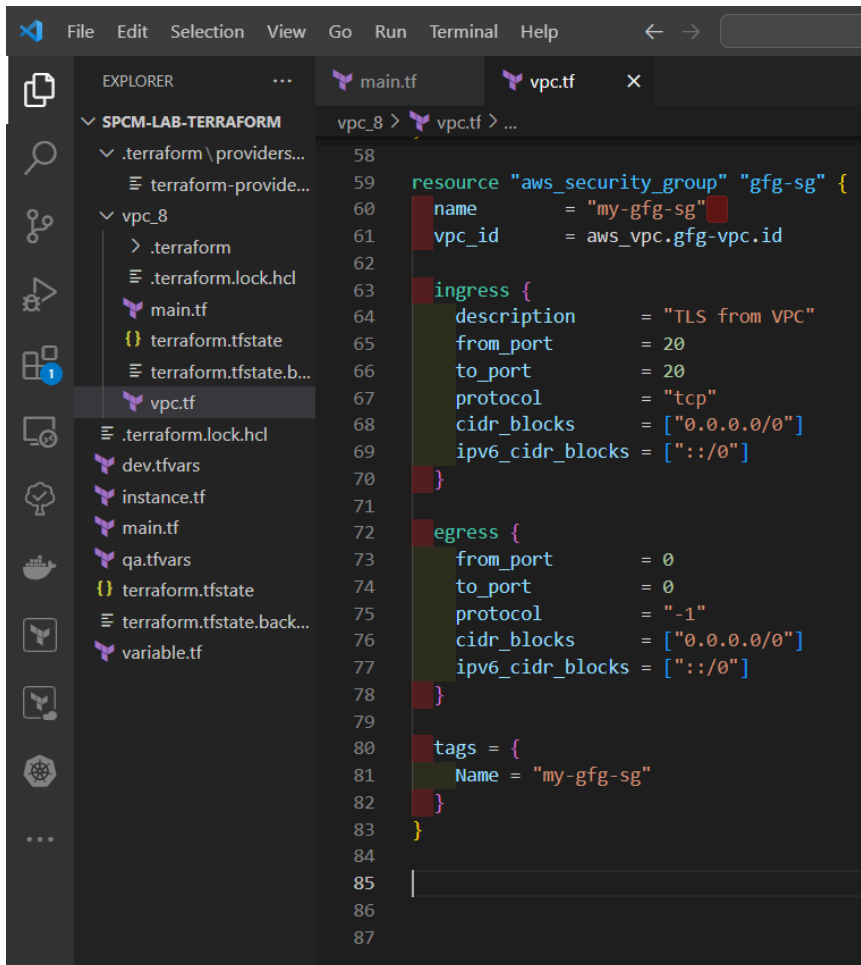 File Edit Selection View Go Run Terminal Help
EXPLORER
SPCM-LAB-TERRAFORM
.terraform\providers...
terraform-provide...
vpc_8
.terraform
.terraform.lock.hcl
main.tf
terraform.tfstate
terraform.tfstate.b...
vpc.tf
.terraform.lock.hcl
dev.tfvars
instance.tf
main.tf
qa.tfvars
terraform.tfstate
terraform.tfstate.back...
variable.tf
1
main.tf vpc.tf
vpc_8 > vpc.tf > ...
58
59 resource "aws_security_group" "gfg-sg" {
60 name = "my-gfg-sg"
61 vpc_id = aws_vpc.gfg-vpc.id
62
63 ingress {
64 description = "TLS from VPC"
65 from_port = 20
66 to_port = 20
67 protocol = "tcp"
68 cidr_blocks = ["0.0.0.0/0"]
69 ipv6_cidr_blocks = ["::/0"]
70 }
71
72 egress {
73 from_port = 0
74 to_port = 0
75 protocol = "-1"
76 cidr_blocks = ["0.0.0.0/0"]
77 ipv6_cidr_blocks = ["::/0"]
78 }
79
80 tags = {
81 Name = "my-gfg-sg"
82 }
83 }
84
85
86
87